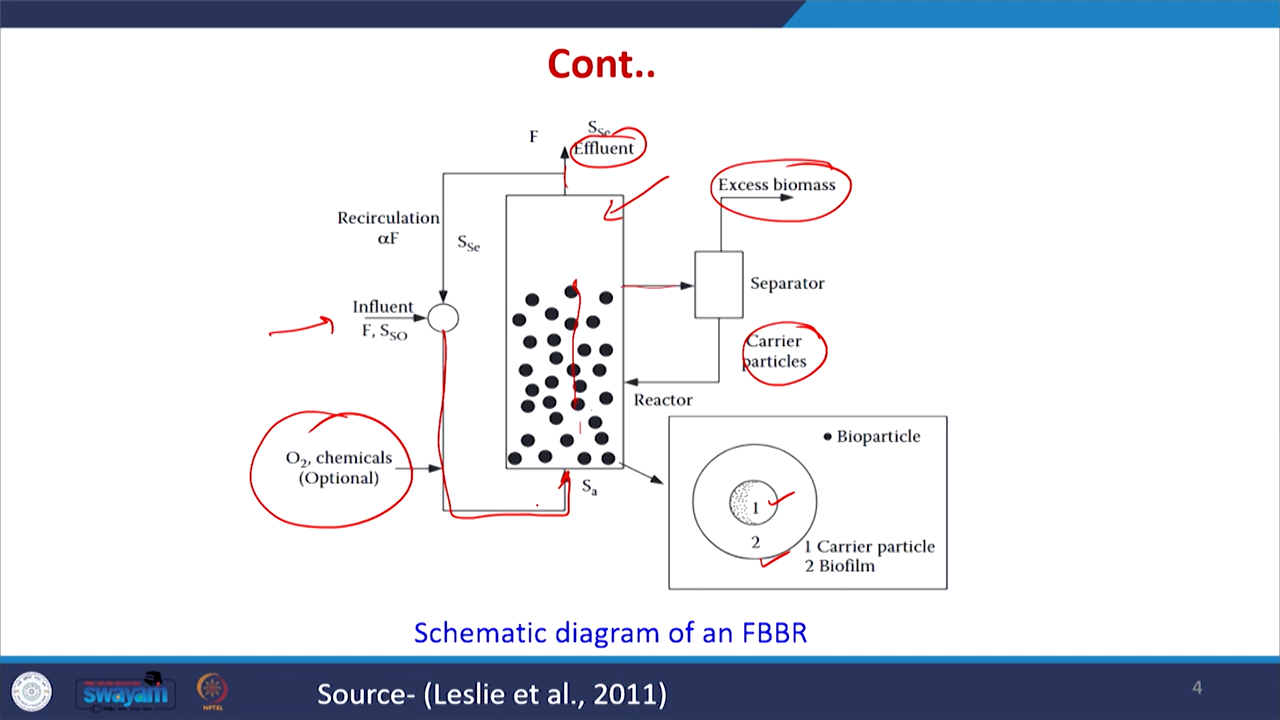 Cont..
F
S_Se
Effluent
Excess biomass
Recirculation
αF
S_Se
Separator
Influent
F, S_SO
Carrier
particles
Reactor
O₂, chemicals
(Optional)
Sₐ
Bioparticle
1
2
1 Carrier particle
2 Biofilm
Schematic diagram of an FBBR
swayam
NPTEL
Source- (Leslie et al., 2011)
4